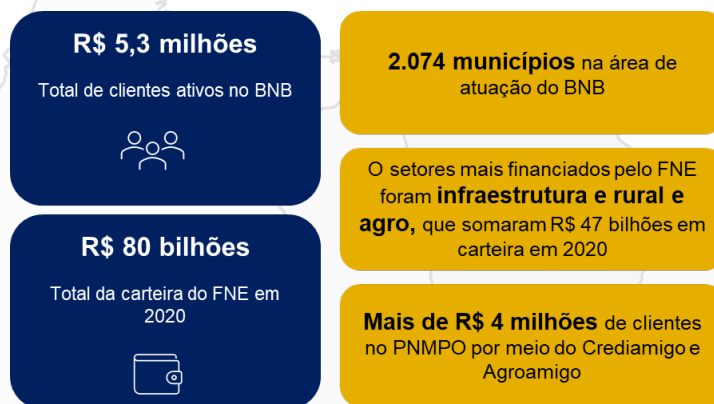 R$ 5,3 milhões
Total de clientes ativos no BNB
R$ 80 bilhões
Total da carteira do FNE em
2020
2.074 municípios na área de
atuação do BNB
O setores mais financiados pelo FNE
foram infraestrutura e rural e
agro, que somaram R$ 47 bilhões em
carteira em 2020
Mais de R$ 4 milhões de clientes
no PNMPO por meio do Crediamigo e
Agroamigo